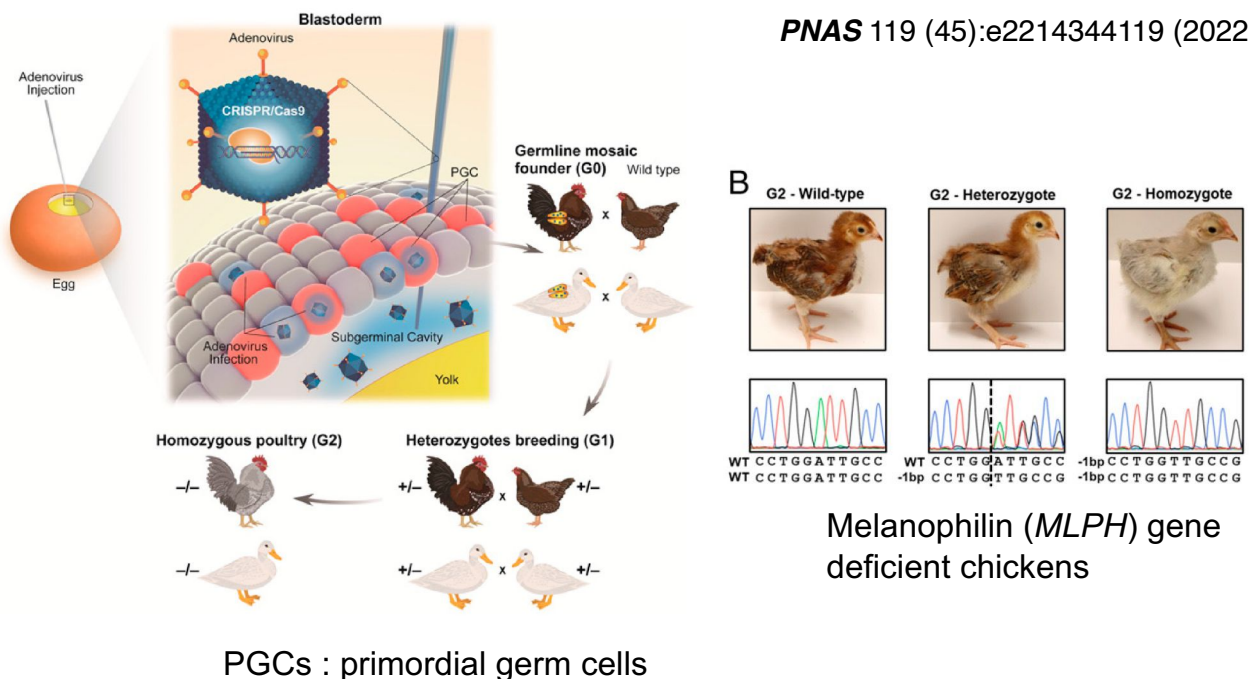 Blastoderm
Adenovirus
CRISPR/Cas9
PGC
Adenovirus
Injection
Egg
Adenovirus
Infection
Subgerminal Cavity
Yolk
Germline mosaic
founder (G0)
Wild type
x
x
Homozygous poultry (G2)
–/–
–/–
Heterozygotes breeding (G1)
+/– x +/–
+/– x +/–
PGCs : primordial germ cells
PNAS 119 (45):e2214344119 (2022
B
G2 - Wild-type
G2 - Heterozygote
G2 - Homozygote
WT CCTGGATTGCC
WT CCTGGATTGCC
WT CCTGGATTGCC
-1bp CCTGGTTGCCG
-1bp CCTGGTTGCCG
-1bp CCTGGTTGCCG
Melanophilin (MLPH) gene
deficient chickens